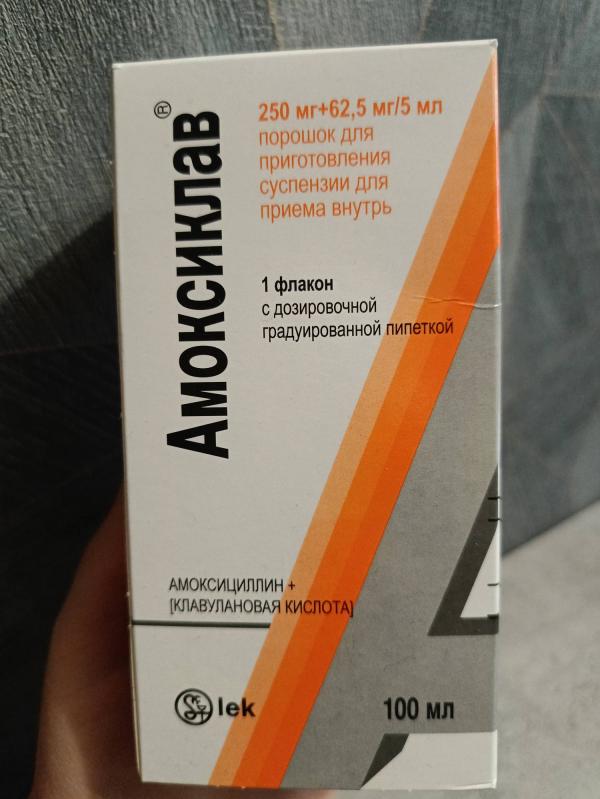 Амоксиклав®
250 мг+62,5 мг/5 мл
порошок для
приготовления
суспензии для
приема внутрь
1 флакон
с дозировочной
градуированной пипеткой
АМОКСИЦИЛЛИН +
[КЛАВУЛАНОВАЯ КИСЛОТА]
lek
100 мл